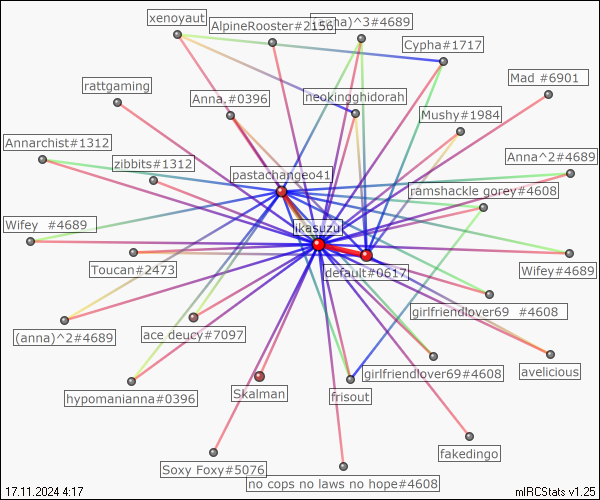 xenoyaut
AlpineRooster#2156
(anna)^3#4689
Cypha#1717
rattgaming
Anna.#0396
neokingghidorah
Mad #6901
Mushy#1984
Annarchist#1312
zibbits#1312
pastachangeo41
Anna^2#4689
ramshackle gorey#4608
Wifey  #4689
ikasuzu
Toucan#2473
default#0617
Wifey#4689
(anna)^2#4689
ace deucy#7097
girlfriendlover69  #4608
hypomanianna#0396
Skalman
frisout
girlfriendlover69#4608
avelicious
Soxy Foxy#5076
no cops no laws no hope#4608
fakedingo
17.11.2024 4:17
mIRCStats v1.25